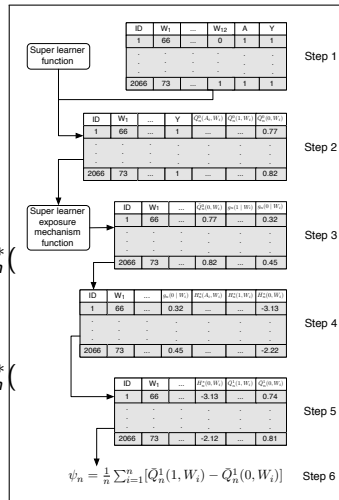 ID W₁ ... W₁₂ A Y
1 66 ... 0 1 1
2066 73 ... 1 1 1
Step 1
Super learner
function
ID W₁ ... Y Q̄⁰ₙ(Aᵢ, Wᵢ) Q̄⁰ₙ(1, Wᵢ) Q̄⁰ₙ(0, Wᵢ)
1 66 ... 1 ... ... 0.77
2066 73 ... 1 ... ... 0.82
Step 2
Super learner
exposure
mechanism
function
ID W₁ ... Q̄⁰ₙ(0, Wᵢ) gₙ(1 | Wᵢ) gₙ(0 | Wᵢ)
1 66 ... 0.77 ... 0.32
2066 73 ... 0.82 ... 0.45
Step 3
*ₙ(
ID W₁ ... gₙ(0 | Wᵢ) H*ₙ(Aᵢ, Wᵢ) H*ₙ(1, Wᵢ) H*ₙ(0, Wᵢ)
1 66 ... 0.32 ... ... -3.13
2066 73 ... 0.45 ... ... -2.22
Step 4
*ₙ(
ID W₁ ... H*ₙ(0, Wᵢ) Q̄¹ₙ(1, Wᵢ) Q̄¹ₙ(0, Wᵢ)
1 66 ... -3.13 ... 0.74
2066 73 ... -2.12 ... 0.81
Step 5
ψₙ = 1/n ∑ⁿᵢ₌₁[Q̄¹ₙ(1, Wᵢ) − Q̄¹ₙ(0, Wᵢ)] Step 6